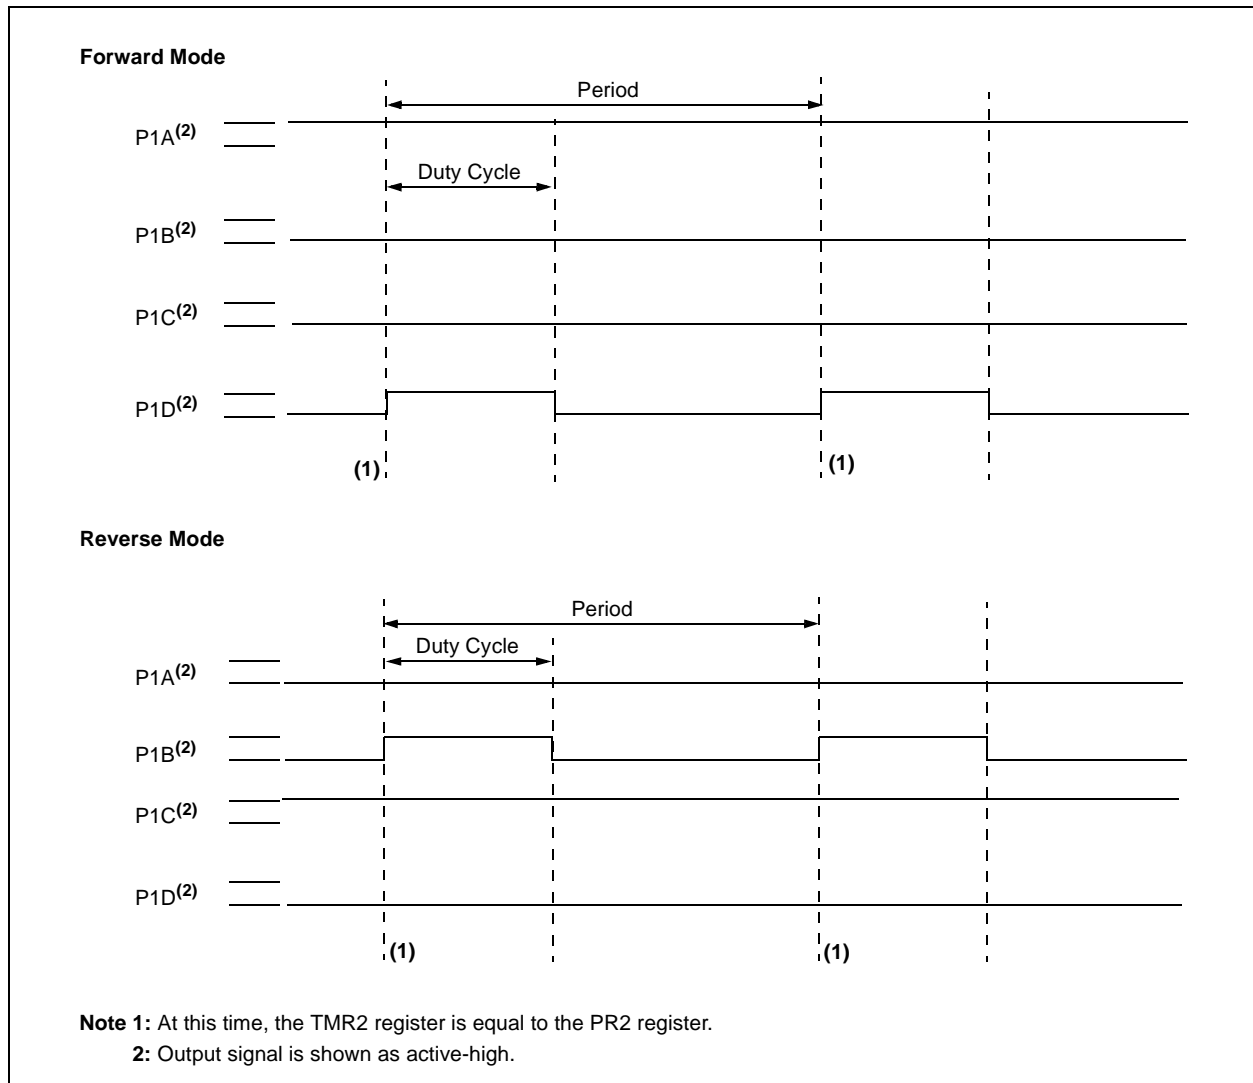 Forward Mode
Period
P1A(2)
Duty Cycle
P1B(2)
P1C(2)
P1D(2)
(1)
(1)
Reverse Mode
Period
Duty Cycle
P1A(2)
P1B(2)
P1C(2)
P1D(2)
(1)
(1)
Note 1: At this time, the TMR2 register is equal to the PR2 register.
2: Output signal is shown as active-high.